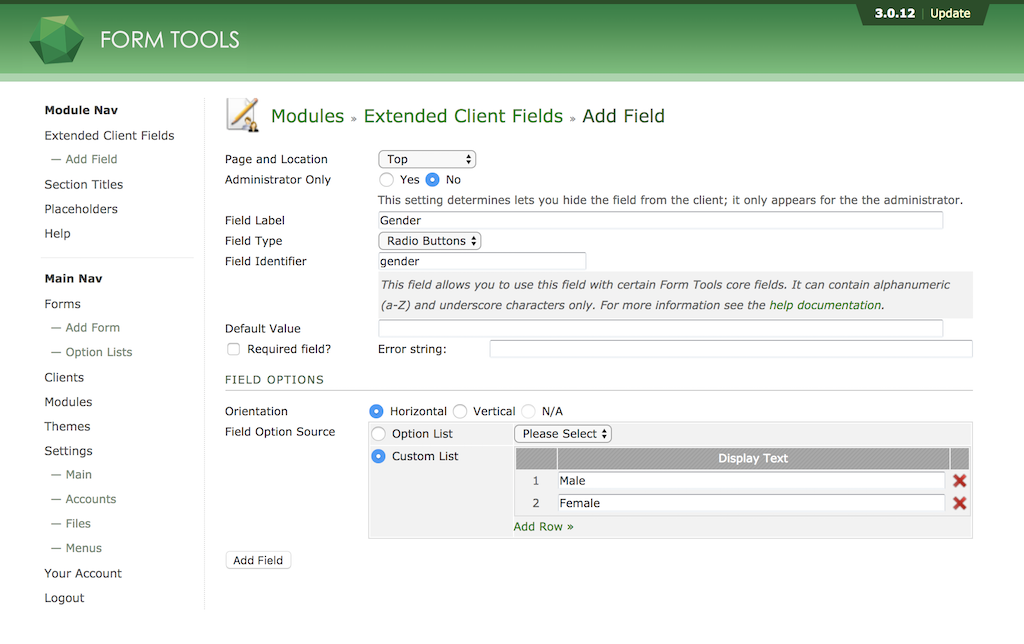 3.0.12 Update
FORM TOOLS
Module Nav
Extended Client Fields
— Add Field
Section Titles
Placeholders
Help
Main Nav
Forms
— Add Form
— Option Lists
Clients
Modules
Themes
Settings
— Main
— Accounts
— Files
— Menus
Your Account
Logout
Modules » Extended Client Fields » Add Field
Page and Location Top
Administrator Only Yes No
This setting determines lets you hide the field from the client; it only appears for the the administrator.
Field Label Gender
Field Type Radio Buttons
Field Identifier gender
This field allows you to use this field with certain Form Tools core fields. It can contain alphanumeric
(a-Z) and underscore characters only. For more information see the help documentation.
Default Value
Required field? Error string:
FIELD OPTIONS
Orientation Horizontal Vertical N/A
Field Option Source Option List Please Select
Custom List Display Text
1 Male
2 Female
Add Row »
Add Field